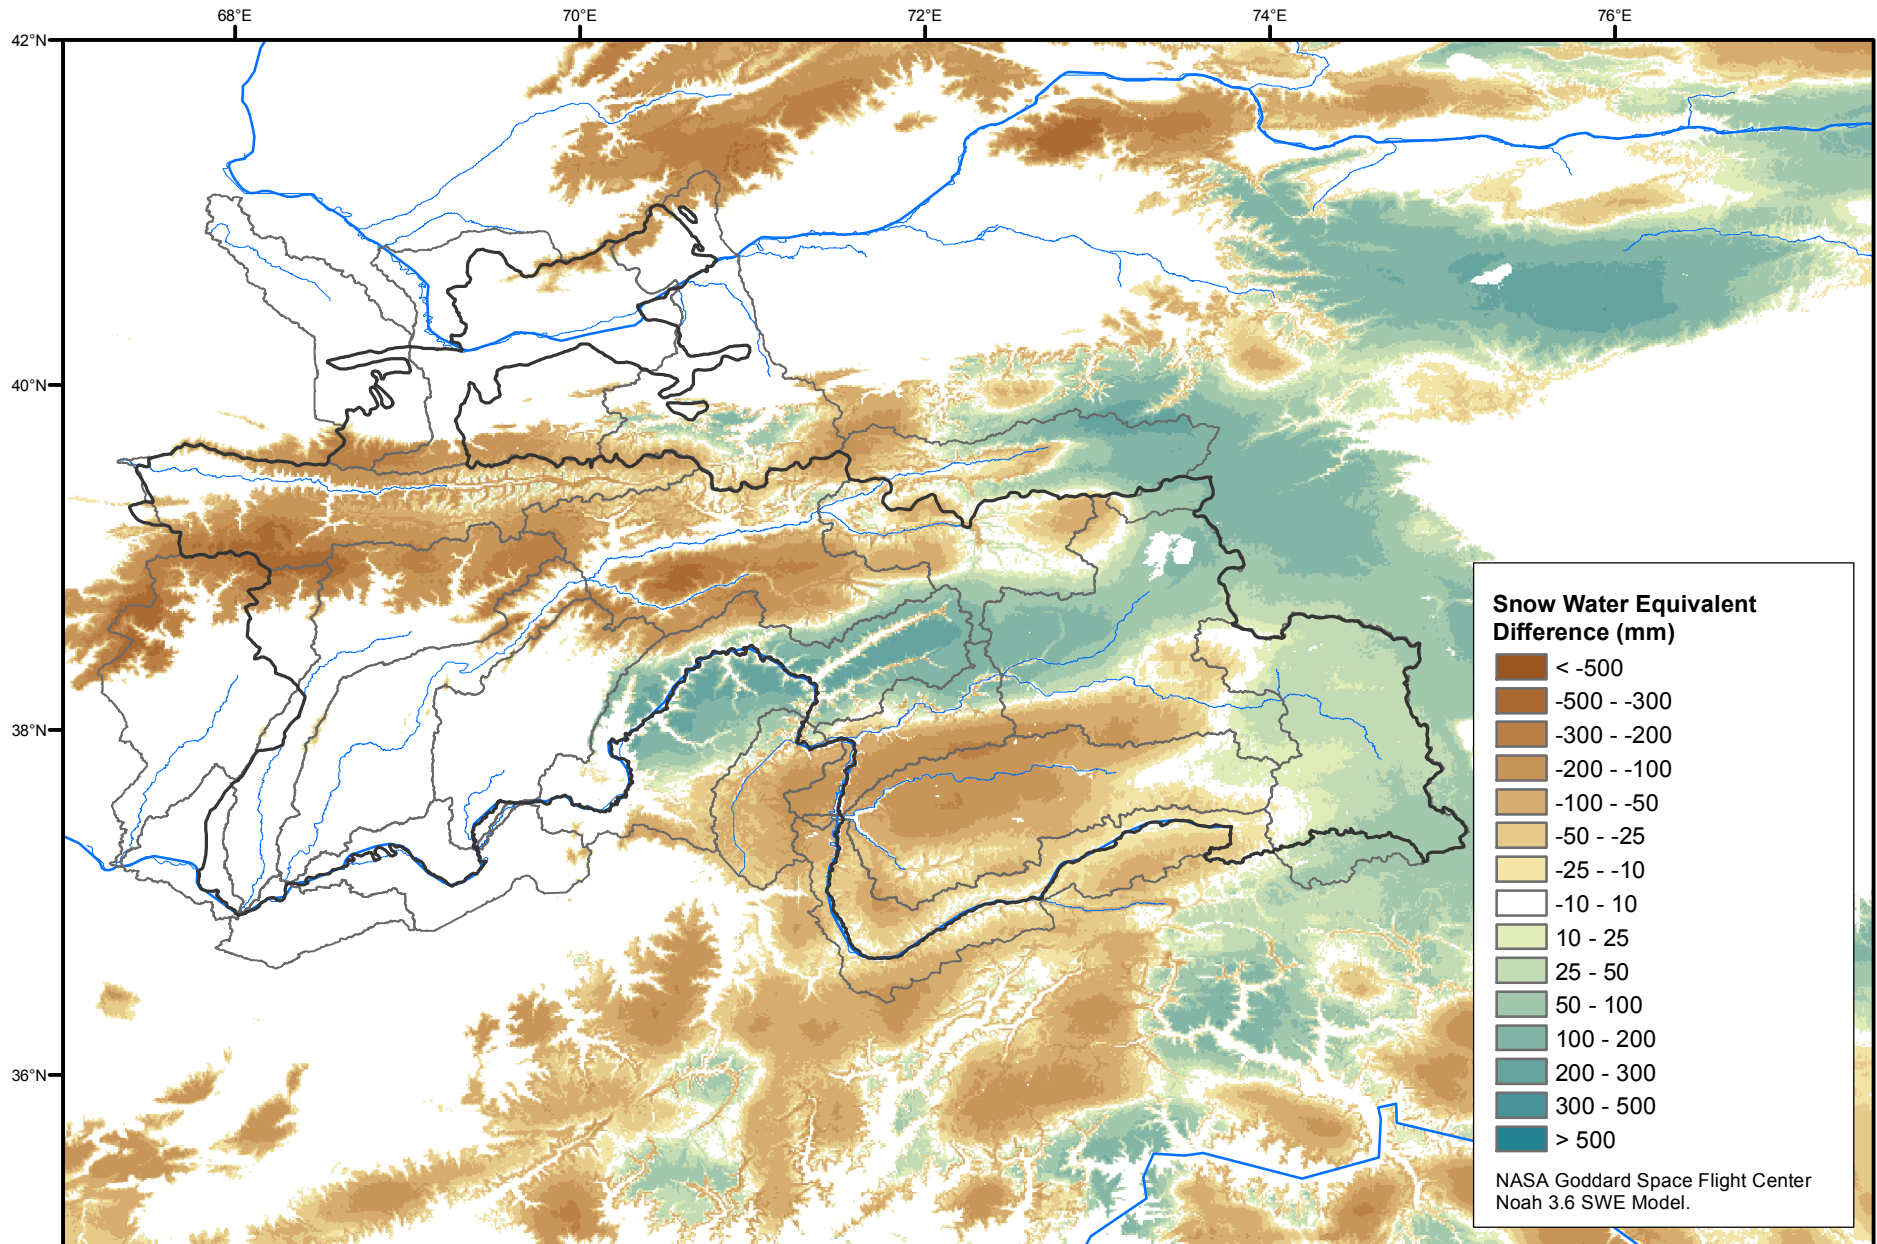 68°E
70°E
72°E
74°E
76°E
42°N
40°N
38°N
36°N
Snow Water Equivalent
Difference (mm)
< -500
-500 - -300
-300 - -200
-200 - -100
-100 - -50
-50 - -25
-25 - -10
-10 - 10
10 - 25
25 - 50
50 - 100
100 - 200
200 - 300
300 - 500
> 500
NASA Goddard Space Flight Center
Noah 3.6 SWE Model.